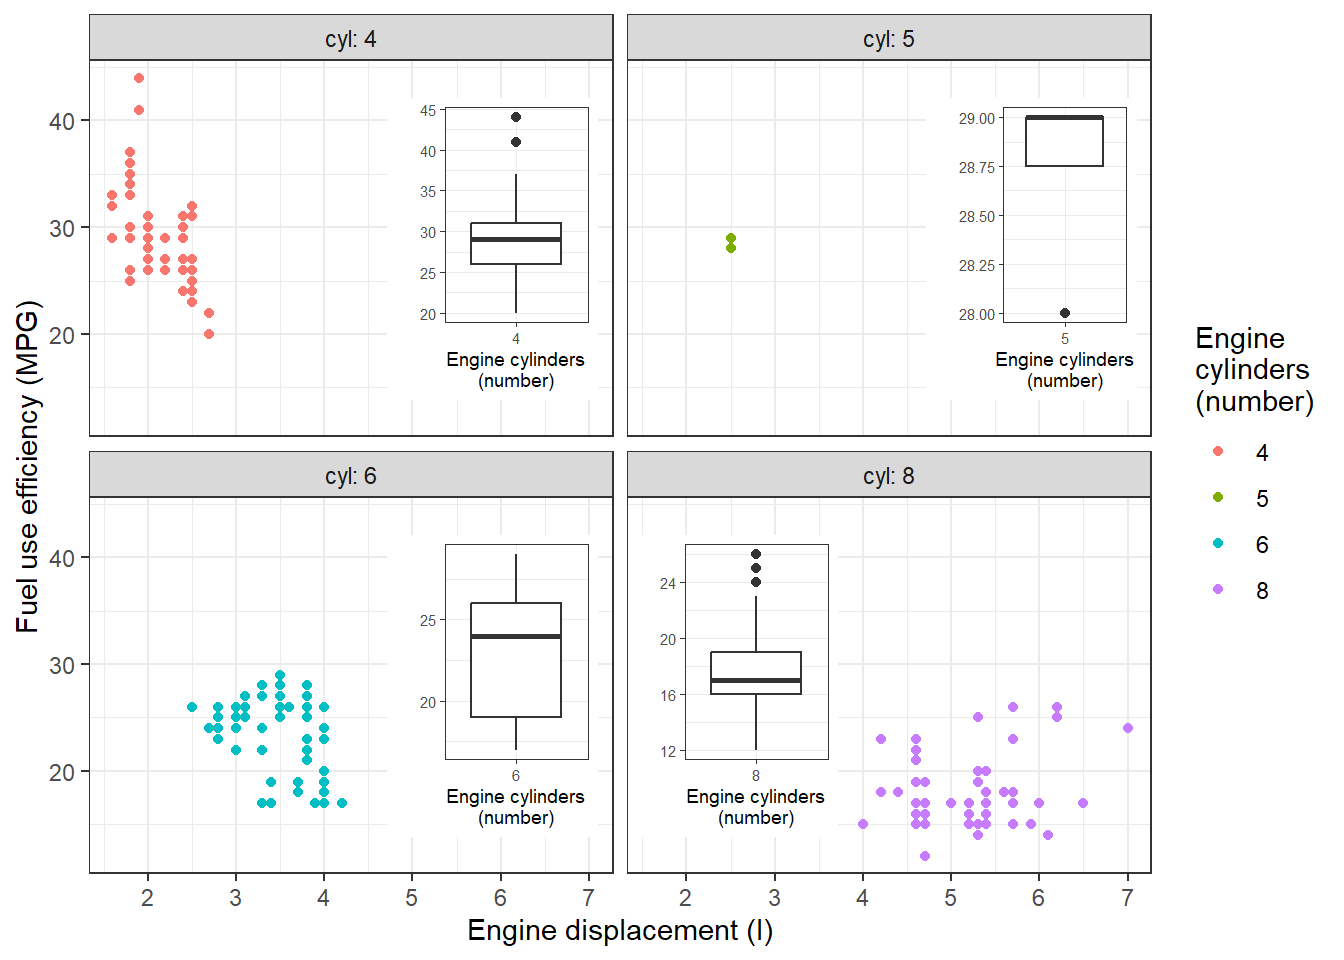 cyl: 4
cyl: 5
45
40
35
30
25
20
4
Engine cylinders
(number)
29.00
28.75
28.50
28.25
28.00
5
Engine cylinders
(number)
40
30
20
cyl: 6
cyl: 8
25
20
6
Engine cylinders
(number)
24
20
16
12
8
Engine cylinders
(number)
40
30
20
2 3 4 5 6 7
2 3 4 5 6 7
Engine displacement (l)
Fuel use efficiency (MPG)
Engine
cylinders
(number)
4
5
6
8